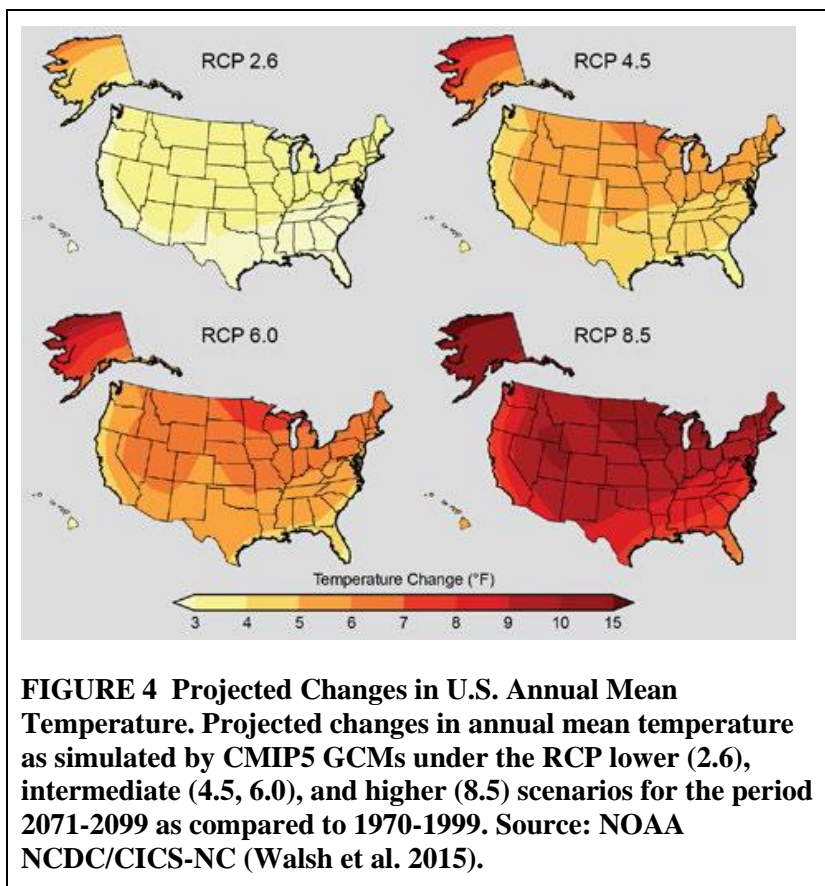 RCP 2.6
RCP 4.5
RCP 6.0
RCP 8.5
Temperature Change (°F)
3 4 5 6 7 8 9 10 15
FIGURE 4 Projected Changes in U.S. Annual Mean
Temperature. Projected changes in annual mean temperature
as simulated by CMIP5 GCMs under the RCP lower (2.6),
intermediate (4.5, 6.0), and higher (8.5) scenarios for the period
2071-2099 as compared to 1970-1999. Source: NOAA
NCDC/CICS-NC (Walsh et al. 2015).